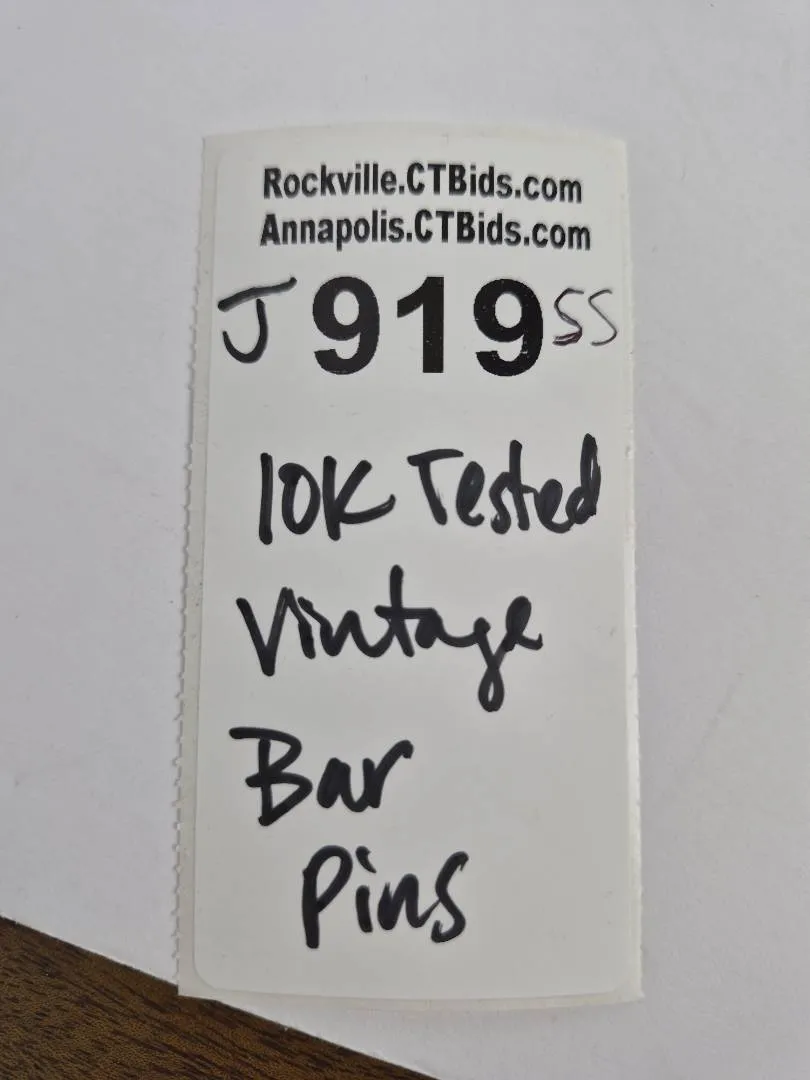 Rockville.CTBids.com
Annapolis.CTBids.com
J 919 SS
10K Tested
Vintage
Bar
Pins